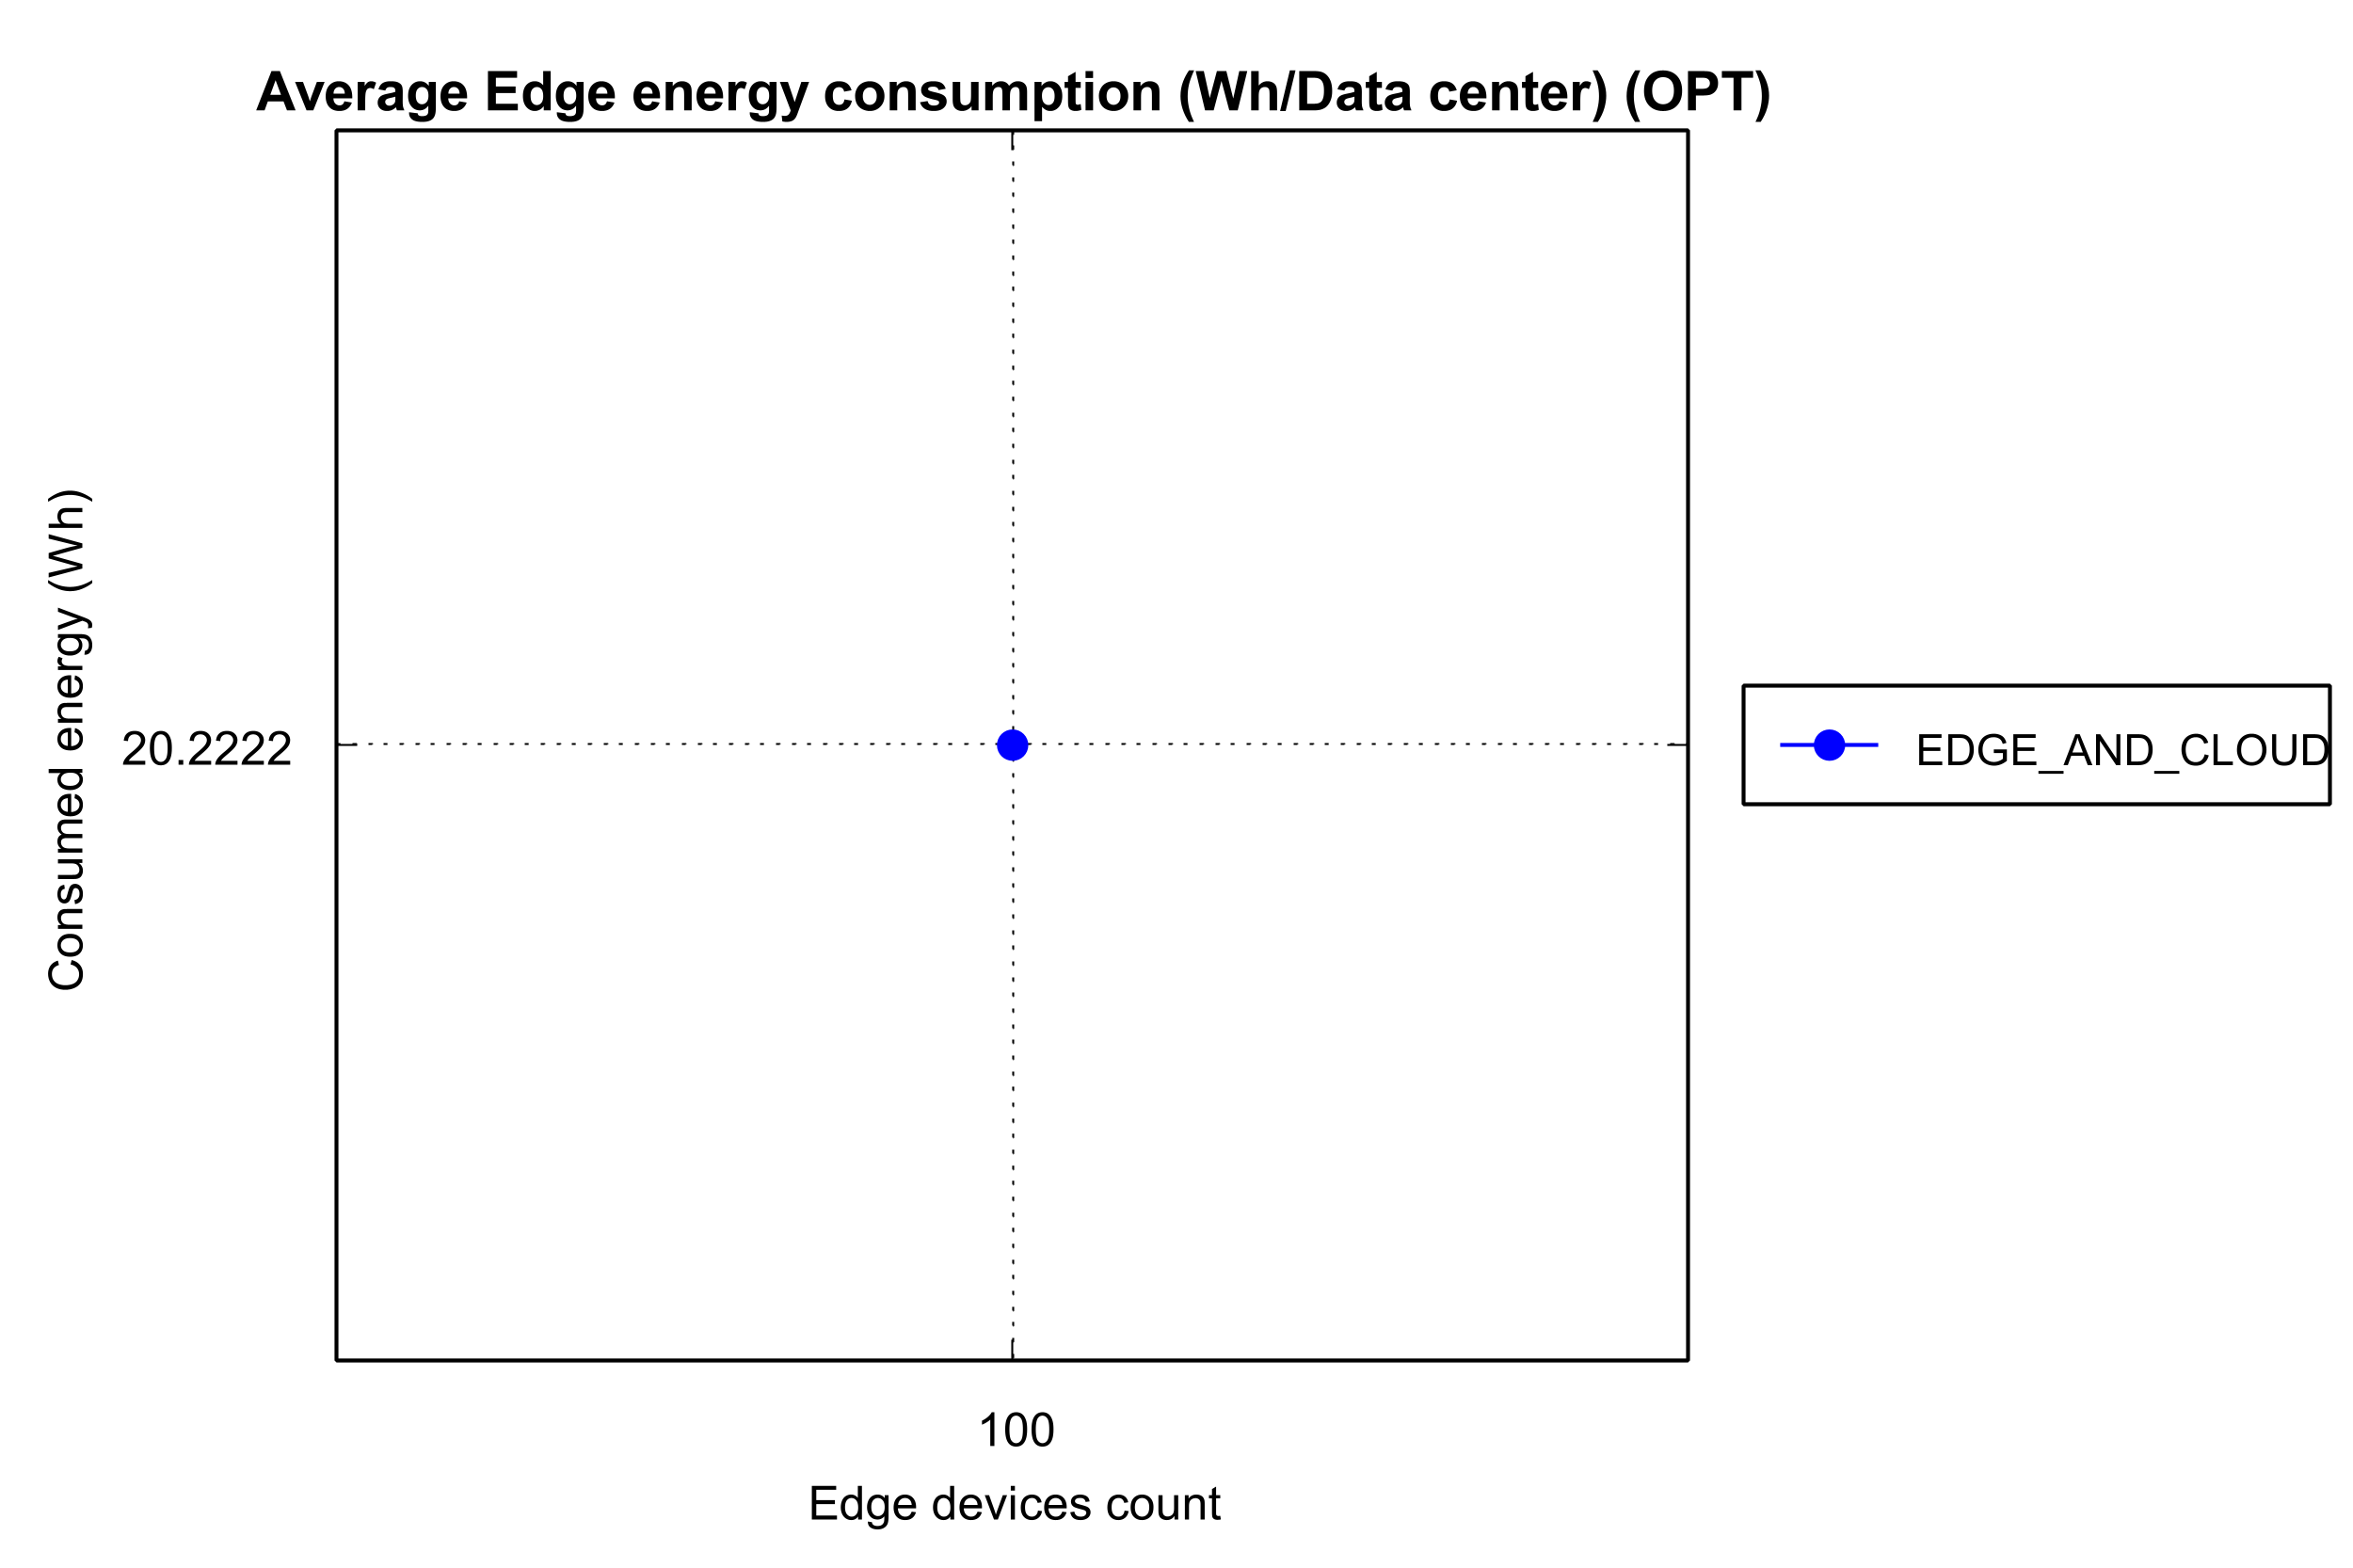 Average Edge energy consumption (Wh/Data center) (OPT)
Consumed energy (Wh)
20.2222
EDGE_AND_CLOUD
100
Edge devices count